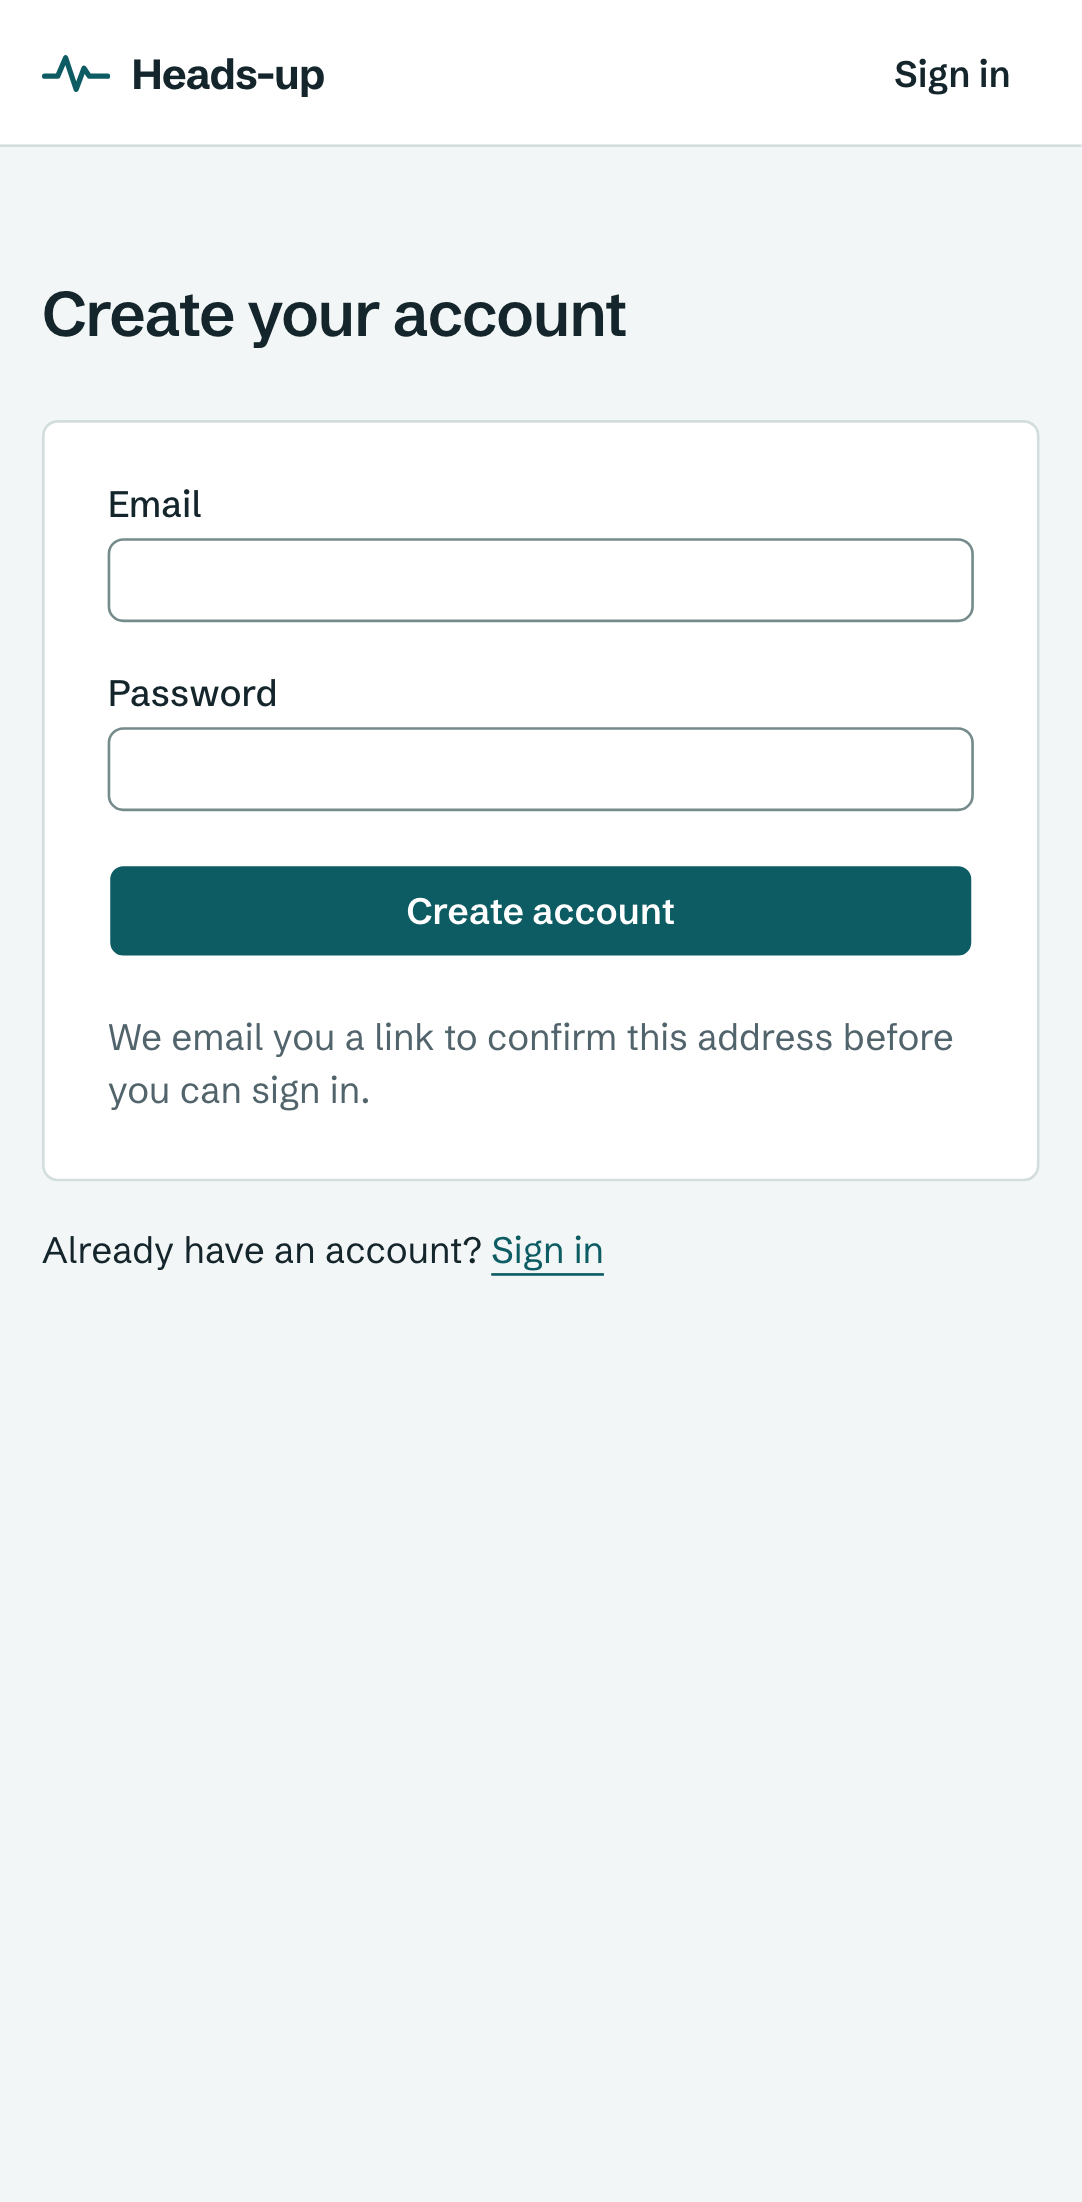 Heads-up
Sign in
Create your account
Email
Password
Create account
We email you a link to confirm this address before
you can sign in.
Already have an account? Sign in